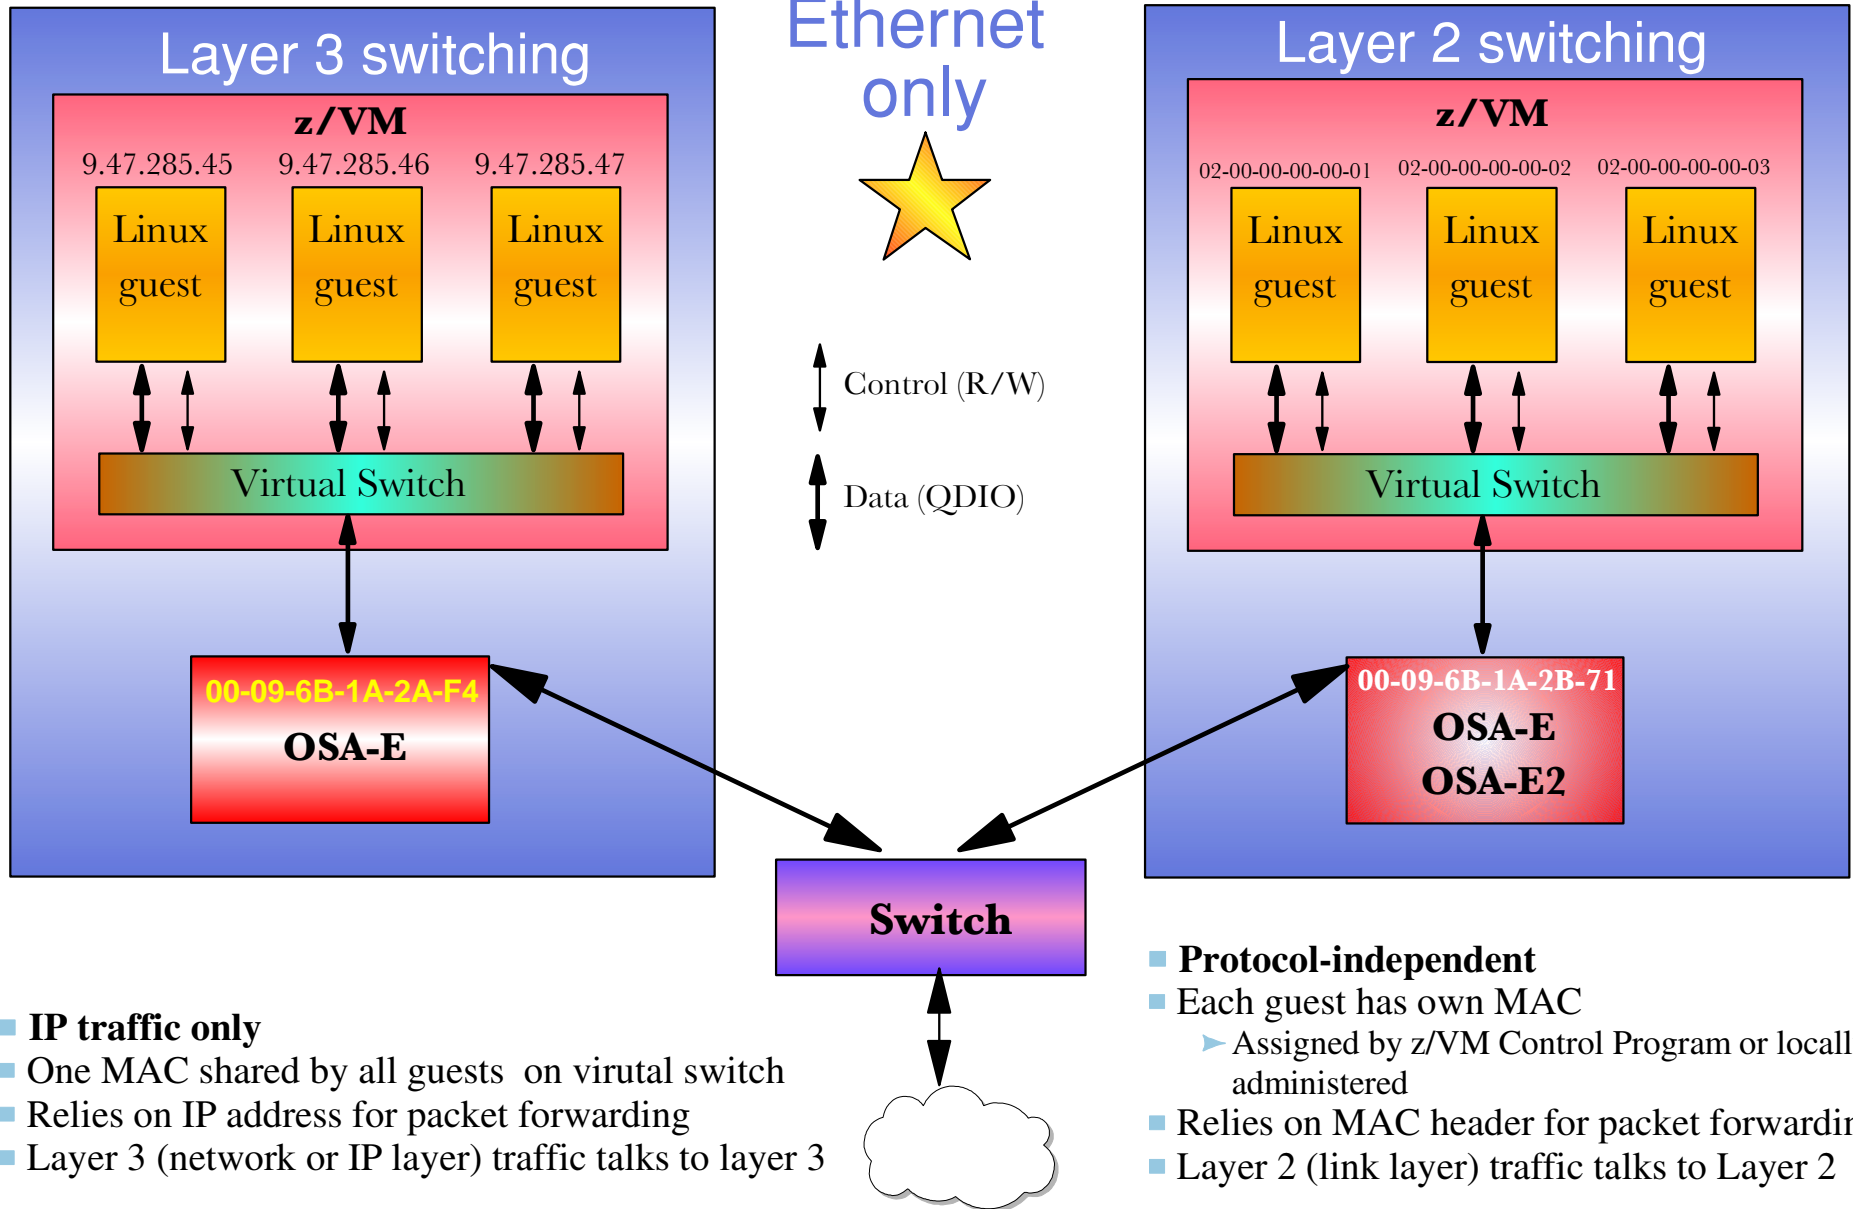 Layer 3 switching
z/VM
9.47.285.45 9.47.285.46 9.47.285.47
Linux guest
Linux guest
Linux guest
Virtual Switch
00-09-6B-1A-2A-F4
OSA-E
IP traffic only
One MAC shared by all guests on virutal switch
Relies on IP address for packet forwarding
Layer 3 (network or IP layer) traffic talks to layer 3
Ethernet
only
Control (R/W)
Data (QDIO)
Switch
Layer 2 switching
z/VM
02-00-00-00-00-01 02-00-00-00-00-02 02-00-00-00-00-03
Linux guest
Linux guest
Linux guest
Virtual Switch
00-09-6B-1A-2B-71
OSA-E
OSA-E2
Protocol-independent
Each guest has own MAC
Assigned by z/VM Control Program or locall
administered
Relies on MAC header for packet forwardin
Layer 2 (link layer) traffic talks to Layer 2